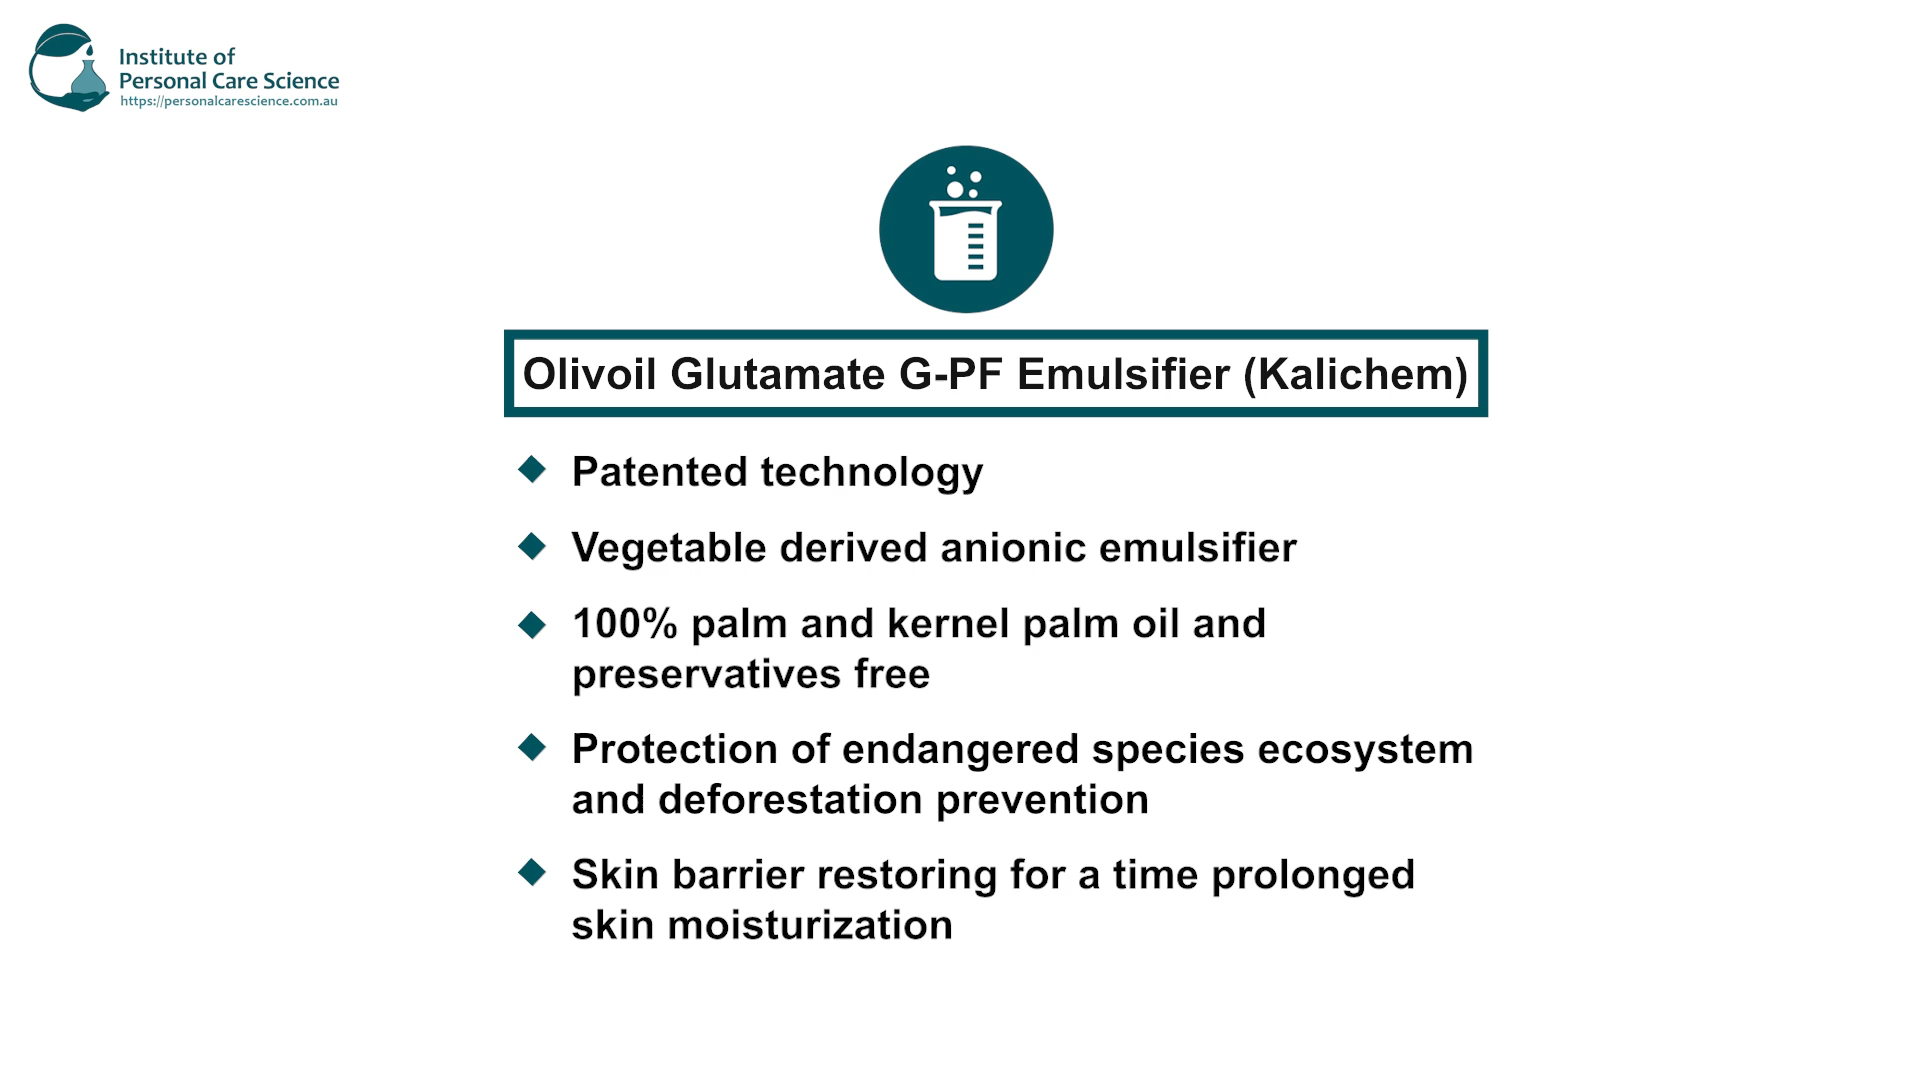 Institute of
Personal Care Science
https://personalcarescience.com.au
Olivoil Glutamate G-PF Emulsifier (Kalichem)
Patented technology
Vegetable derived anionic emulsifier
100% palm and kernel palm oil and
preservatives free
Protection of endangered species ecosystem
and deforestation prevention
Skin barrier restoring for a time prolonged
skin moisturization